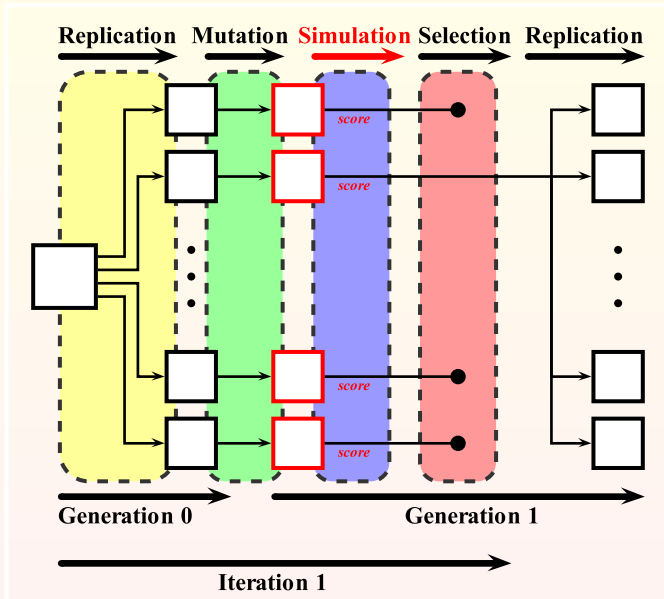 Replication Mutation Simulation Selection Replication
score
score
score
score
Generation 0 Generation 1
Iteration 1